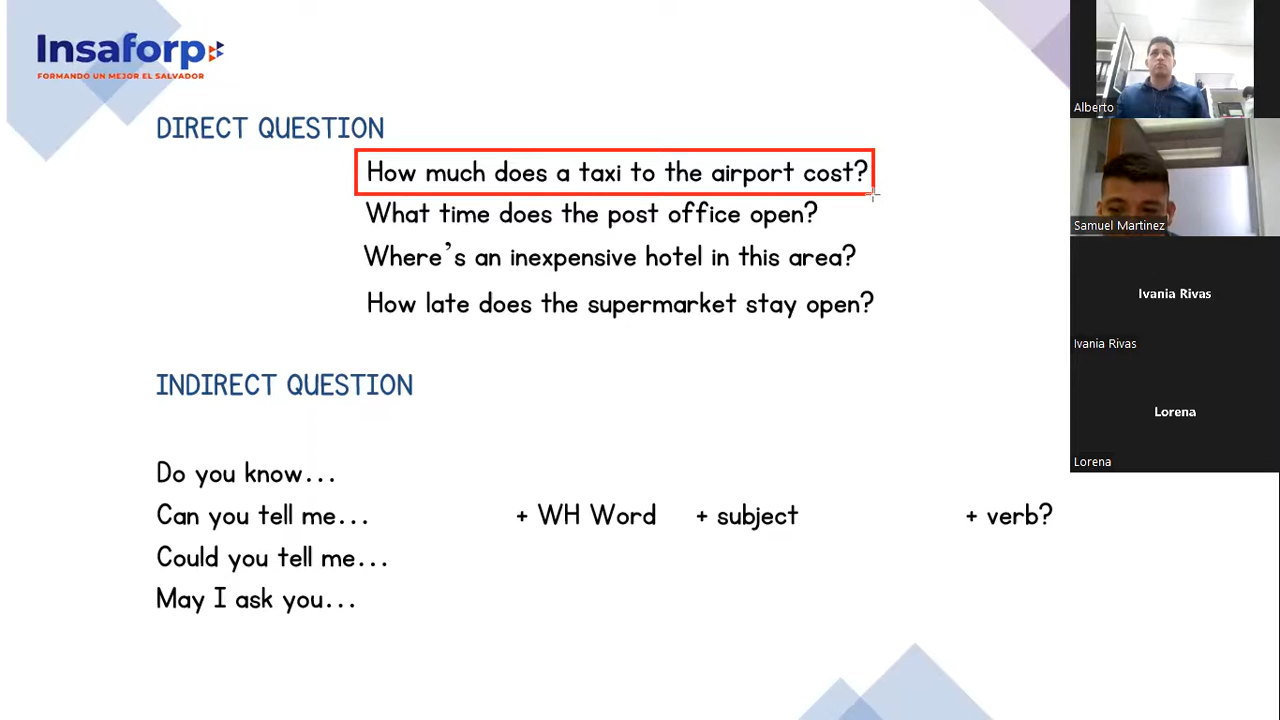 Insaforp
FORMANDO UN MEJOR EL SALVADOR
DIRECT QUESTION
How much does a taxi to the airport cost?
What time does the post office open?
Where’s an inexpensive hotel in this area?
How late does the supermarket stay open?
INDIRECT QUESTION
Do you know...
Can you tell me... + WH Word + subject + verb?
Could you tell me...
May I ask you...
Alberto
Samuel Martinez
Ivania Rivas
Ivania Rivas
Lorena
Lorena